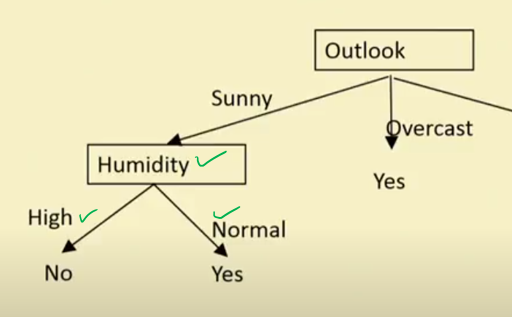 Outlook
Sunny
Overcast
Humidity
Yes
High
Normal
No
Yes